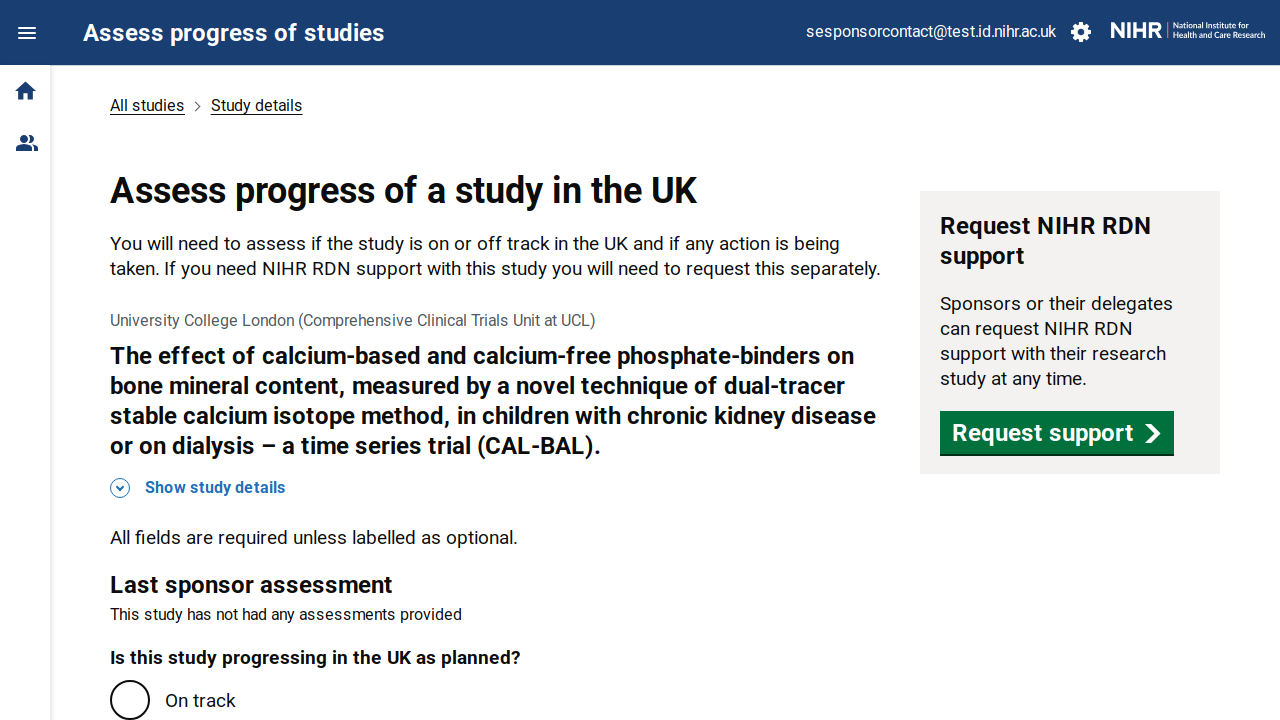 Assess progress of studies
sesponsorcontact@test.id.nihr.ac.uk
NIHR | National Institute for
Health and Care Research
All studies
Study details
Assess progress of a study in the UK
You will need to assess if the study is on or off track in the UK and if any action is being
taken. If you need NIHR RDN support with this study you will need to request this separately.
University College London (Comprehensive Clinical Trials Unit at UCL)
The effect of calcium-based and calcium-free phosphate-binders on
bone mineral content, measured by a novel technique of dual-tracer
stable calcium isotope method, in children with chronic kidney disease
or on dialysis – a time series trial (CAL-BAL).
Show study details
All fields are required unless labelled as optional.
Last sponsor assessment
This study has not had any assessments provided
Is this study progressing in the UK as planned?
On track
Request NIHR RDN
support
Sponsors or their delegates
can request NIHR RDN
support with their research
study at any time.
Request support